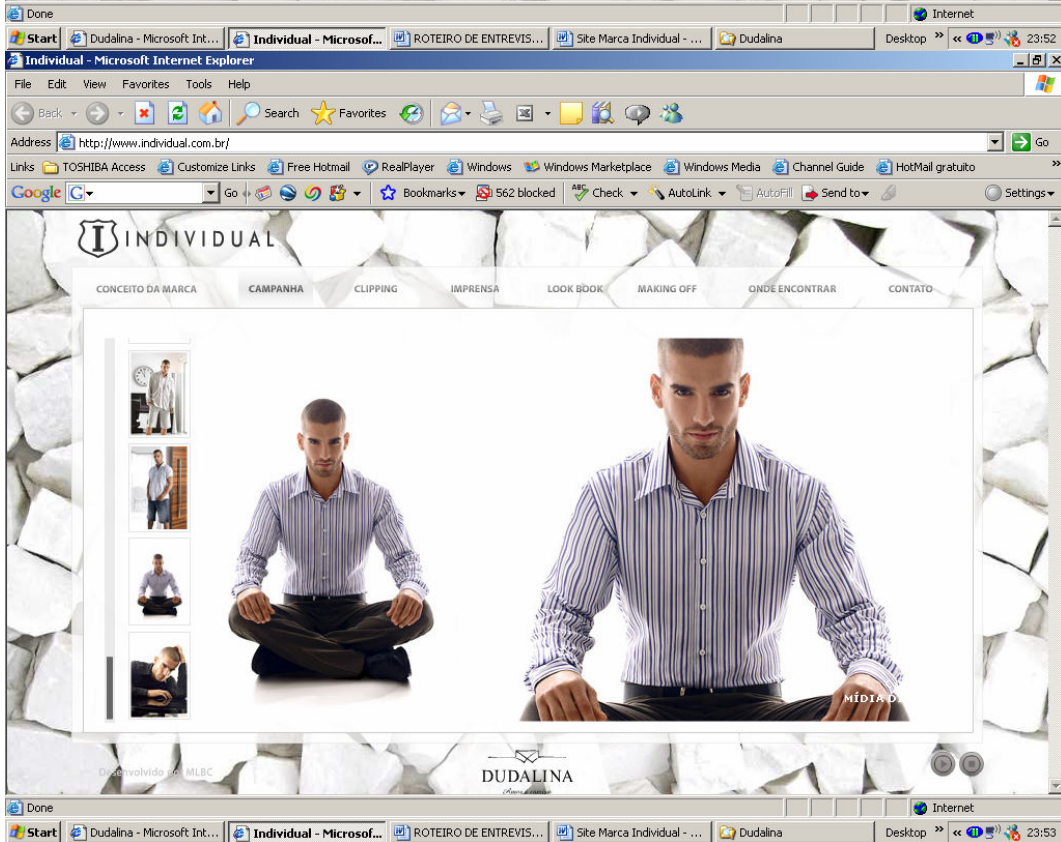 Done Internet
Start Dudalina - Microsoft Int... Individual - Microsof... ROTEIRO DE ENTREVIS... Site Marca Individual - ... Dudalina Desktop » « 23:52
Individual - Microsoft Internet Explorer
File Edit View Favorites Tools Help
Back Search Favorites
Address http://www.individual.com.br/ Go
Links TOSHIBA Access Customize Links Free Hotmail RealPlayer Windows Windows Marketplace Windows Media Channel Guide HotMail gratuito »
Google G Go Bookmarks 562 blocked ABC Check AutoLink AutoFill Send to Settings
I INDIVIDUAL
CONCEITO DA MARCA CAMPANHA CLIPPING IMPRENSA LOOK BOOK MAKING OFF ONDE ENCONTRAR CONTATO
MÍDIA
Desenvolvido por MLBC
DUDALINA
Done Internet
Start Dudalina - Microsoft Int... Individual - Microsof... ROTEIRO DE ENTREVIS... Site Marca Individual - ... Dudalina Desktop » « 23:53